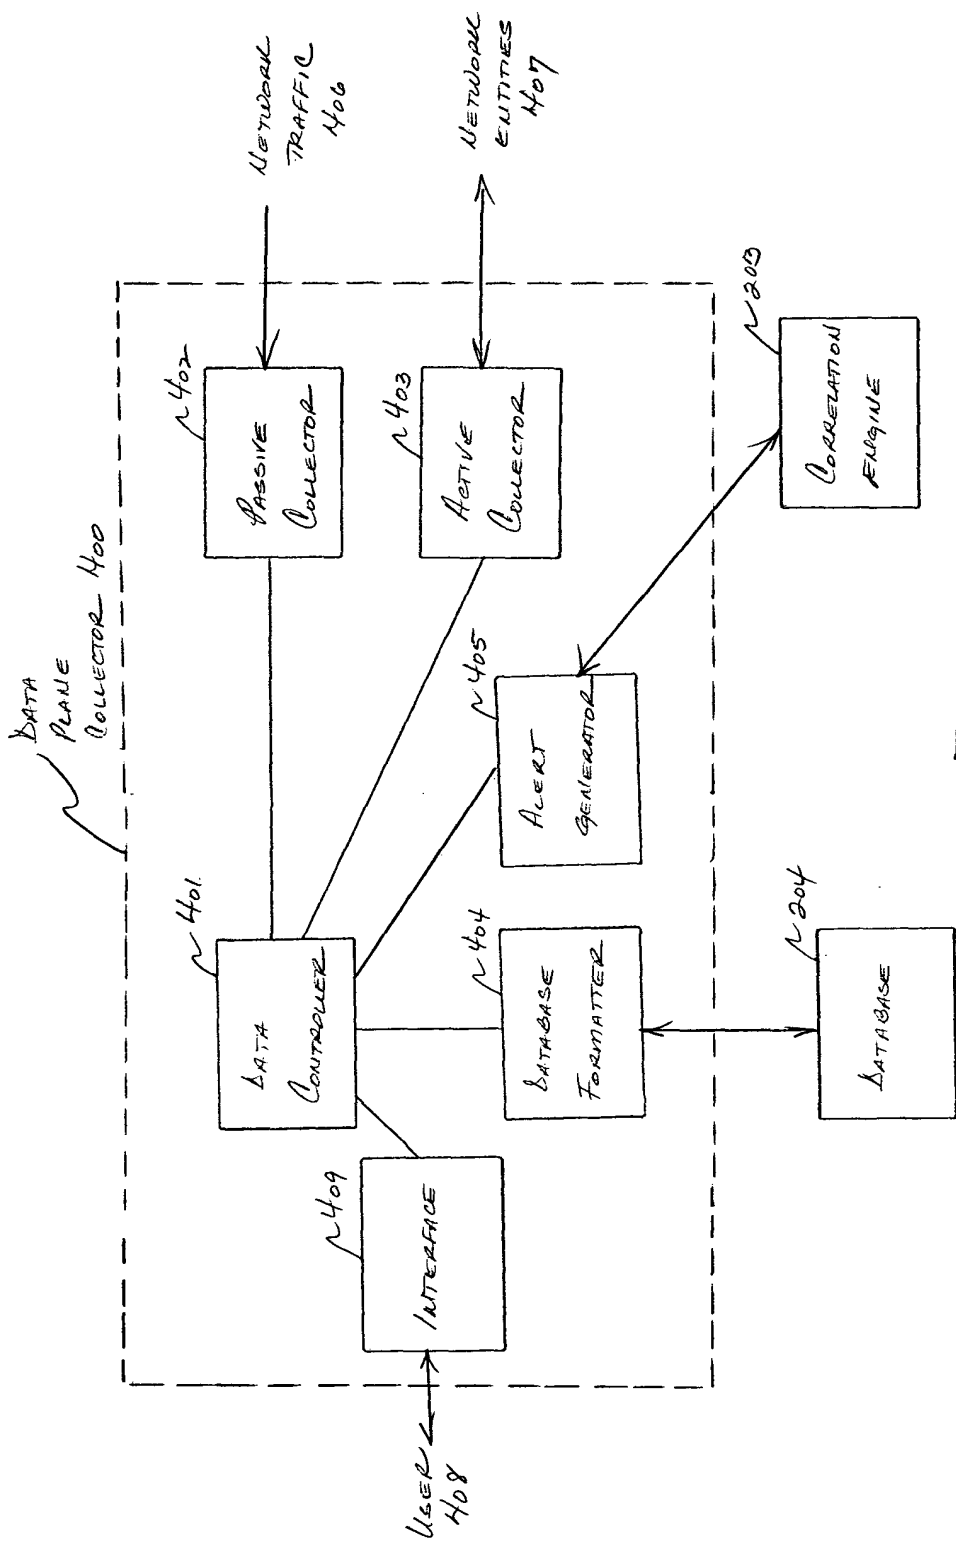 DATA
PLANE
COLLECTOR 400
NETWORK
TRAFFIC
406
NETWORK
ENTITIES
407
402
PASSIVE
COLLECTOR
403
ACTIVE
COLLECTOR
401
DATA
CONTROLLER
405
ALERT
GENERATOR
404
DATABASE
FORMATTER
409
INTERFACE
USER
408
203
CORRELATION
ENGINE
204
DATABASE